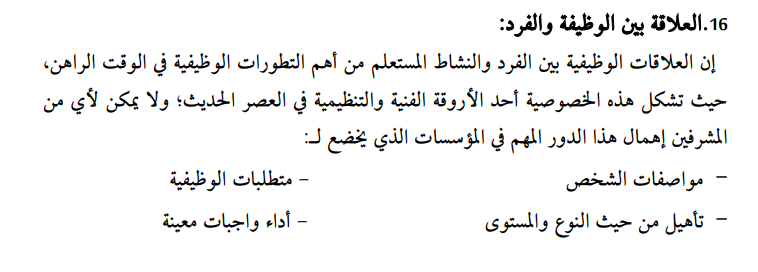 16.العلاقة بين الوظيفة والفرد:
إن العلاقات الوظيفية بين الفرد والنشاط المستعلم من أهم التطورات الوظيفية في الوقت الراهن،
حيث تشكل هذه الخصوصية أحد الأروقة الفنية والتنظيمية في العصر الحديث؛ ولا يمكن لأي من
المشرفين إهمال هذا الدور المهم في المؤسسات الذي يخضع لـ:
– مواصفات الشخص – متطلبات الوظيفية
– تأهيل من حيث النوع والمستوى – أداء واجبات معينة